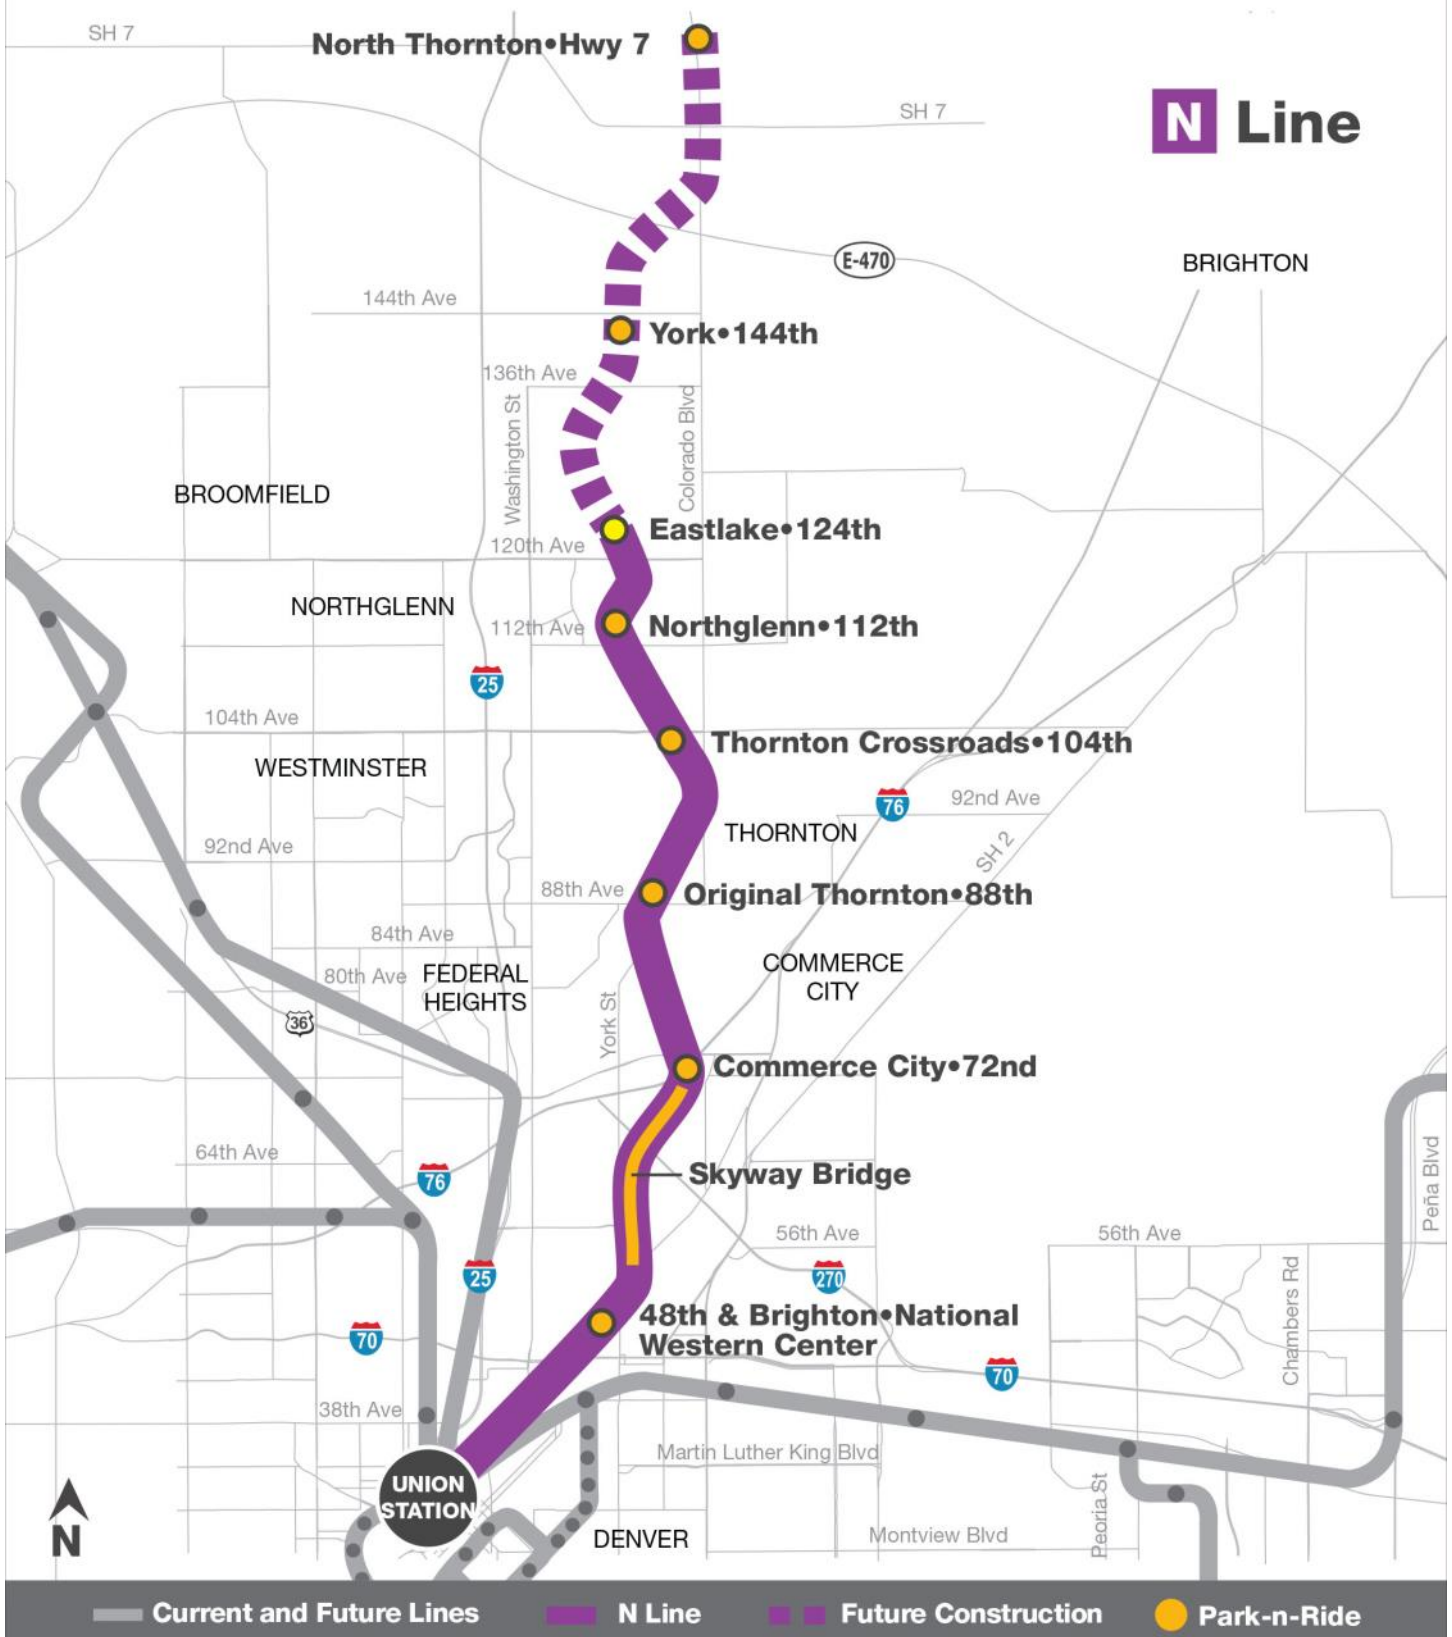 SH 7
North Thornton•Hwy 7
SH 7
N Line
E-470
BRIGHTON
144th Ave
York•144th
136th Ave
Washington St
Colorado Blvd
BROOMFIELD
Eastlake•124th
120th Ave
NORTHGLENN
112th Ave
Northglenn•112th
25
104th Ave
Thornton Crossroads•104th
WESTMINSTER
76
92nd Ave
THORNTON
SH 2
92nd Ave
88th Ave
Original Thornton•88th
84th Ave
80th Ave
FEDERAL
HEIGHTS
COMMERCE
CITY
36
York St
Commerce City•72nd
64th Ave
76
Skyway Bridge
Peña Blvd
56th Ave
56th Ave
25
270
Chambers Rd
70
48th & Brighton•National
Western Center
70
38th Ave
Martin Luther King Blvd
UNION
STATION
Peoria St
N
DENVER
Montview Blvd
Current and Future Lines
N Line
Future Construction
Park-n-Ride